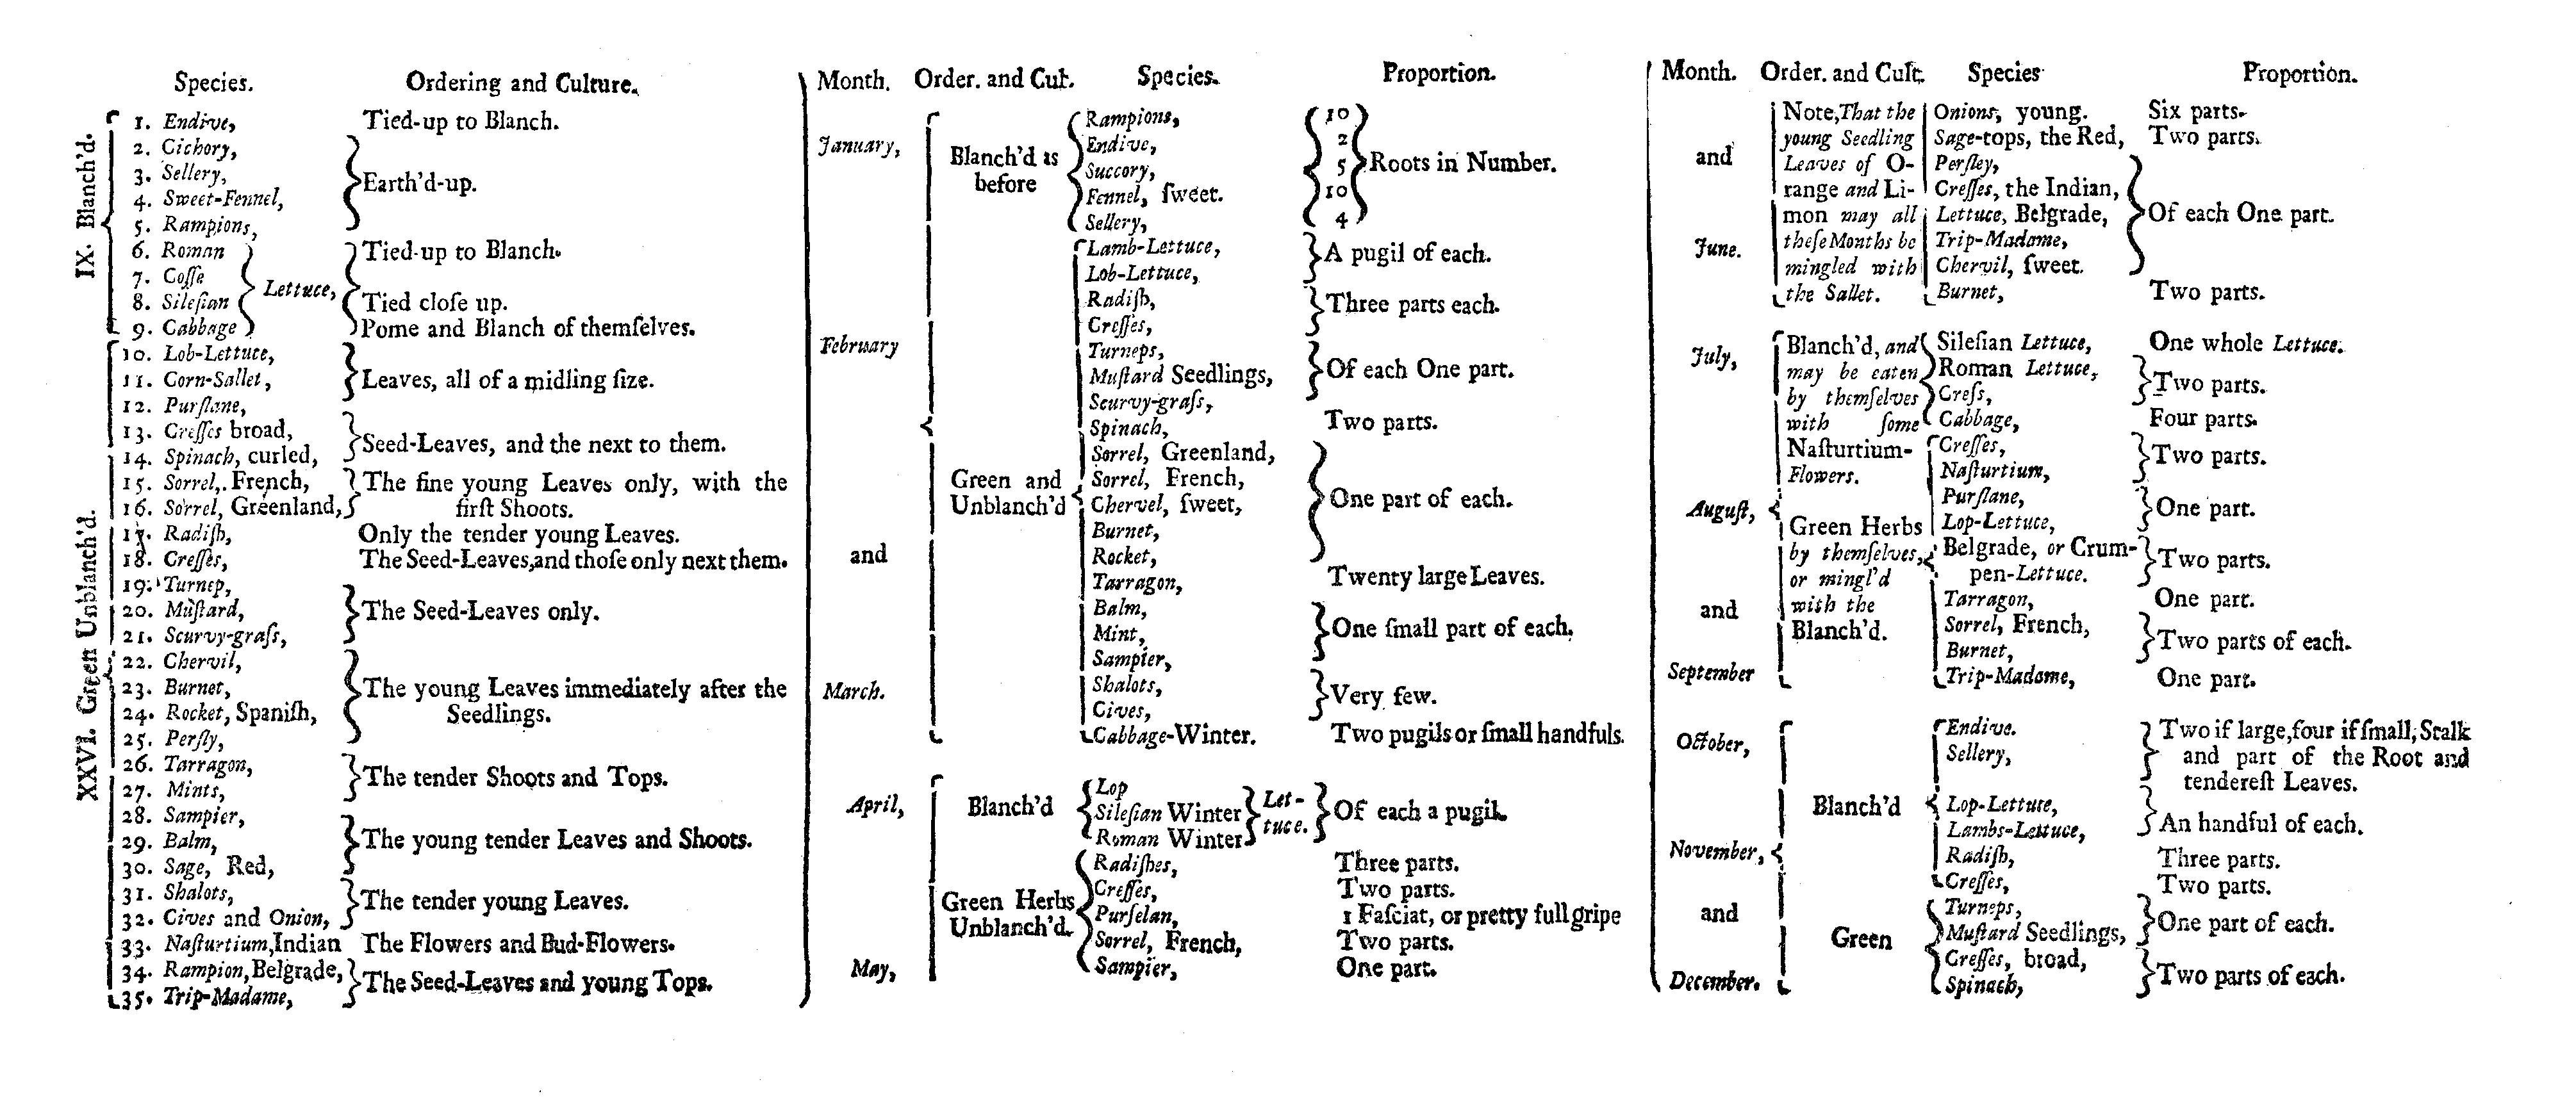 Species. Ordering and Culture.
IX. Blanch'd.
1. Endive, Tied-up to Blanch.
2. Cichory,
3. Sellery,
Earth'd-up.
4. Sweet-Fennel,
5. Rampions,
6. Roman Tied-up to Blanch.
7. Coſſe
Lettuce,
8. Sileſian Tied cloſe up.
9. Cabbage Pome and Blanch of themſelves.
XXVI. Green Unblanch'd.
10. Lob-Lettuce,
11. Corn-Sallet, Leaves, all of a midling ſize.
12. Purſlane,
13. Creſſes broad,
Seed-Leaves, and the next to them.
14. Spinach, curled,
15. Sorrel, French, The fine young Leaves only, with the
16. Sorrel, Greenland, firſt Shoots.
17. Radiſh, Only the tender young Leaves.
18. Creſſes, The Seed-Leaves, and thoſe only next them.
19. Turnep,
20. Muſtard, The Seed-Leaves only.
21. Scurvy-graſs,
22. Chervil,
23. Burnet, The young Leaves immediately after the
24. Rocket, Spaniſh, Seedlings.
25. Perſly,
26. Tarragon,
The tender Shoots and Tops.
27. Mints,
28. Sampier,
29. Balm, The young tender Leaves and Shoots.
30. Sage, Red,
31. Shalots,
The tender young Leaves.
32. Cives and Onion,
33. Naſturtium, Indian The Flowers and Bud-Flowers.
34. Rampion, Belgrade,
The Seed-Leaves and young Tops.
35. Trip-Madame,
Month. Order. and Cul. Species. Proportion.
Rampions, 10
January, Endive, 2
Blanch'd as before Succory, 5 Roots in Number.
Fennel, ſweet. 10
Sellery, 4
Lamb-Lettuce,
A pugil of each.
Lob-Lettuce,
Radiſh,
Three parts each.
Creſſes,
February
Turneps,
Muſtard Seedlings, Of each One part.
Scurvy-graſs,
Spinach, Two parts.
Sorrel, Greenland,
Green and Sorrel, French,
Unblanch'd Chervel, ſweet, One part of each.
Burnet,
and Rocket,
Tarragon, Twenty large Leaves.
Balm,
Mint, One ſmall part of each.
Sampier,
March. Shalots,
Very few.
Cives,
Cabbage-Winter. Two pugils or ſmall handfuls.
Lop
April, Blanch'd Sileſian Winter Let-tuce. Of each a pugil.
Roman Winter
Radiſhes, Three parts.
Green Herbs Creſſes, Two parts.
Unblanch'd. Purſelan, 1 Faſciat, or pretty full gripe
Sorrel, French, Two parts.
May, Sampier, One part.
Month. Order. and Cult. Species Proportion.
Note, That the Onions, young. Six parts.
young Seedling Sage-tops, the Red, Two parts.
and Leaves of O- Perſley,
range and Li- Creſſes, the Indian,
mon may all Lettuce, Belgrade, Of each One part.
June. theſe Months be Trip-Madame,
mingled with Chervil, ſweet.
the Sallet. Burnet, Two parts.
July, Blanch'd, and Sileſian Lettuce, One whole Lettuce.
may be eaten Roman Lettuce,
Two parts.
by themſelves Creſs,
with ſome Cabbage, Four parts.
Naſturtium- Creſſes,
Two parts.
Flowers. Naſturtium,
Purſlane,
August, One part.
Green Herbs Lop-Lettuce,
by themſelves, Belgrade, or Crum-
Two parts.
or mingl'd pen-Lettuce.
with the Tarragon, One part.
and Blanch'd. Sorrel, French,
Two parts of each.
Burnet,
September Trip-Madame, One part.
October, Endive. Two if large, four if ſmall; Stalk
Sellery, and part of the Root and
tendereſt Leaves.
Blanch'd Lop-Lettuce,
An handful of each.
Lambs-Lettuce,
November, Radiſh, Three parts.
Creſſes, Two parts.
and Turneps,
One part of each.
Green Muſtard Seedlings,
Creſſes, broad,
Two parts of each.
December. Spinach,